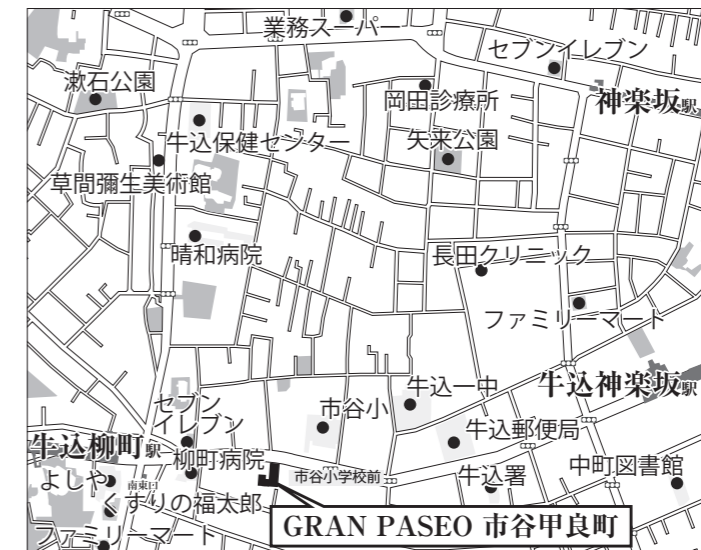 業務スーパー
セブンイレブン
漱石公園
岡田診療所
神楽坂駅
牛込保健センター
矢来公園
草間彌生美術館
晴和病院
長田クリニック
ファミリーマート
牛込神楽坂駅
牛込一中
セブン
イレブン
市谷小
牛込郵便局
牛込柳町駅
柳町病院
市谷小学校前
牛込署
中町図書館
よしや
南東口
くすりの福太郎
GRAN PASEO 市谷甲良町
ファミリーマート